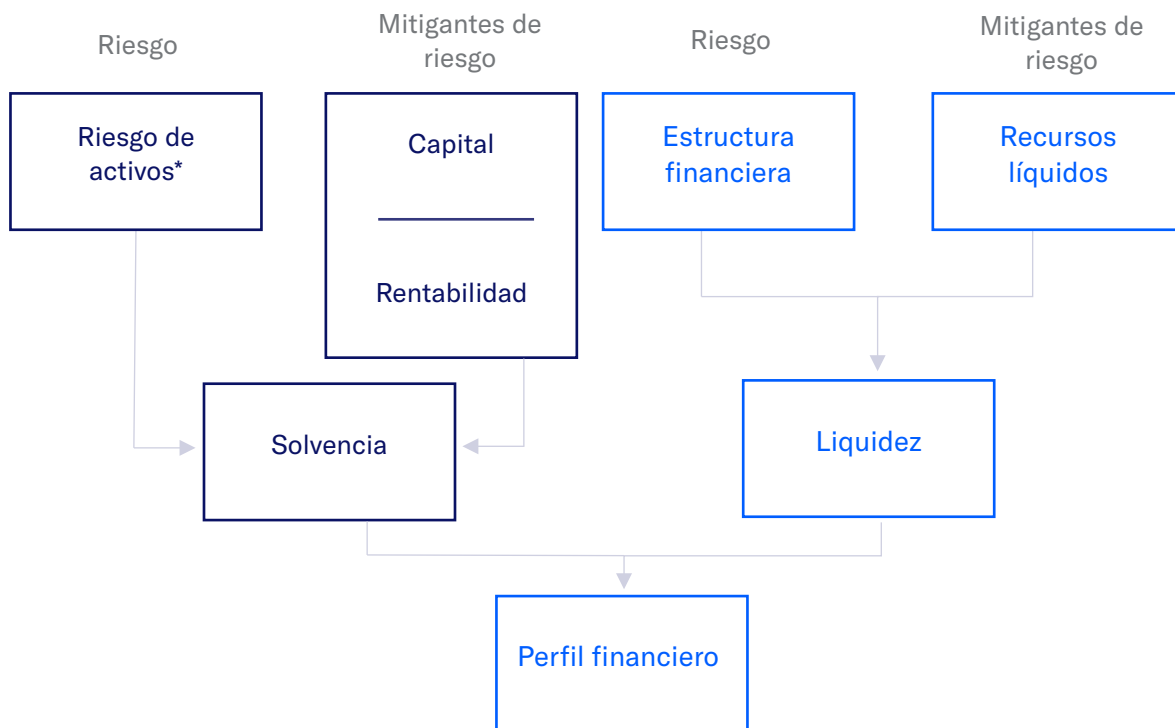 Riesgo
Mitigantes de
riesgo
Riesgo
Mitigantes de
riesgo
Riesgo de
activos*
Capital
Rentabilidad
Estructura
financiera
Recursos
líquidos
Solvencia
Liquidez
Perfil financiero